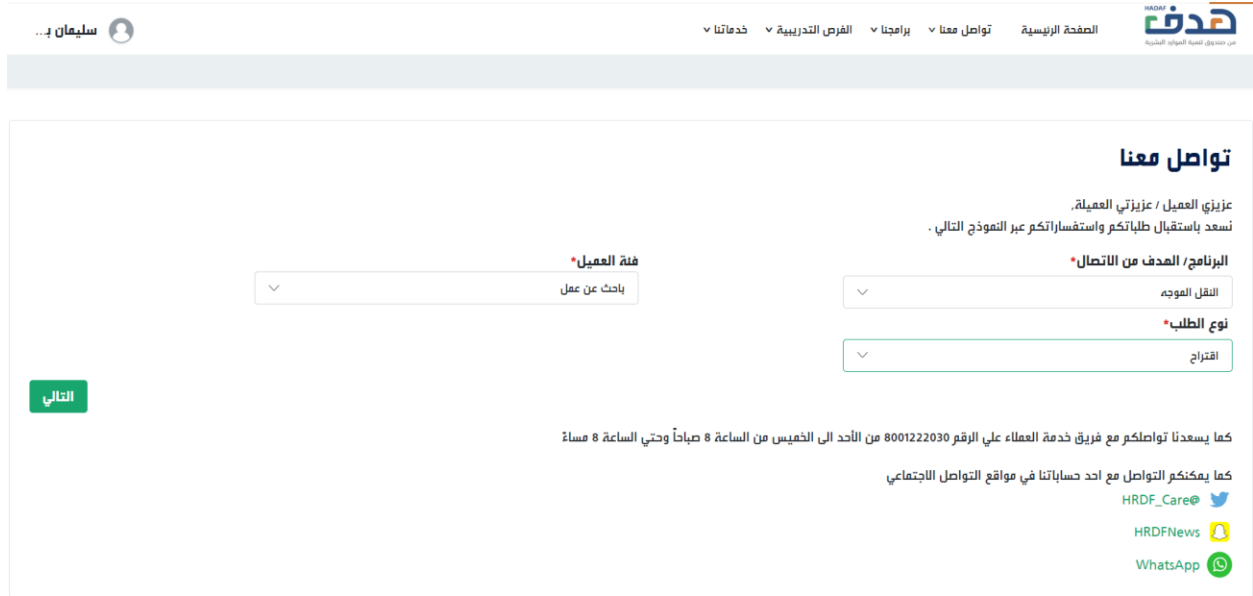 HADAF
هدف
من صندوق تنمية الموارد البشرية
الصفحة الرئيسية تواصل معنا برامجنا الفرص التدريبية خدماتنا
سليمان بـ...
تواصل معنا
عزيزي العميل / عزيزتي العميلة,
نسعد باستقبال طلباتكم واستفساراتكم عبر النموذج التالي .
البرنامج/ الهدف من الاتصال* فئة العميل*
النقل الموجه باحث عن عمل
نوع الطلب*
اقتراح
التالي
كما يسعدنا تواصلكم مع فريق خدمة العملاء علي الرقم 8001222030 من الأحد الى الخميس من الساعة 8 صباحاً وحتي الساعة 8 مساءً
كما يمكنكم التواصل مع احد حساباتنا في مواقع التواصل الاجتماعي
HRDF_Care@
HRDFNews
WhatsApp